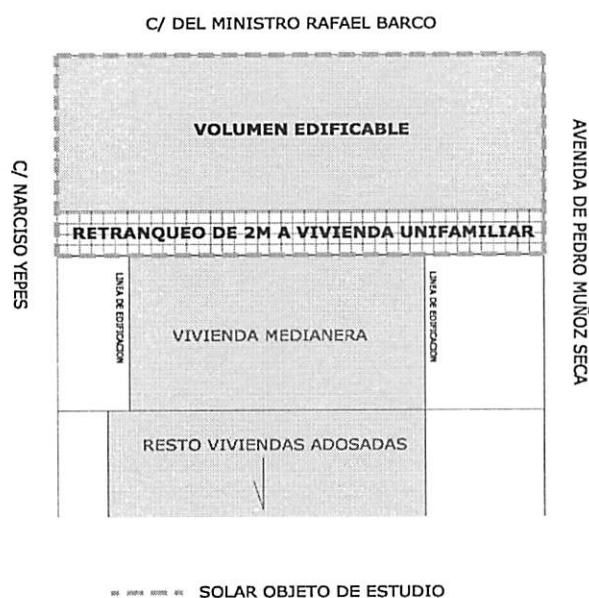 C/ DEL MINISTRO RAFAEL BARCO
VOLUMEN EDIFICABLE
C/ NARCISO YEPES
AVENIDA DE PEDRO MUÑOZ SECA
RETRANQUEO DE 2M A VIVIENDA UNIFAMILIAR
LINEA DE EDIFICACION
LINEA DE EDIFICACION
VIVIENDA MEDIANERA
RESTO VIVIENDAS ADOSADAS
SOLAR OBJETO DE ESTUDIO